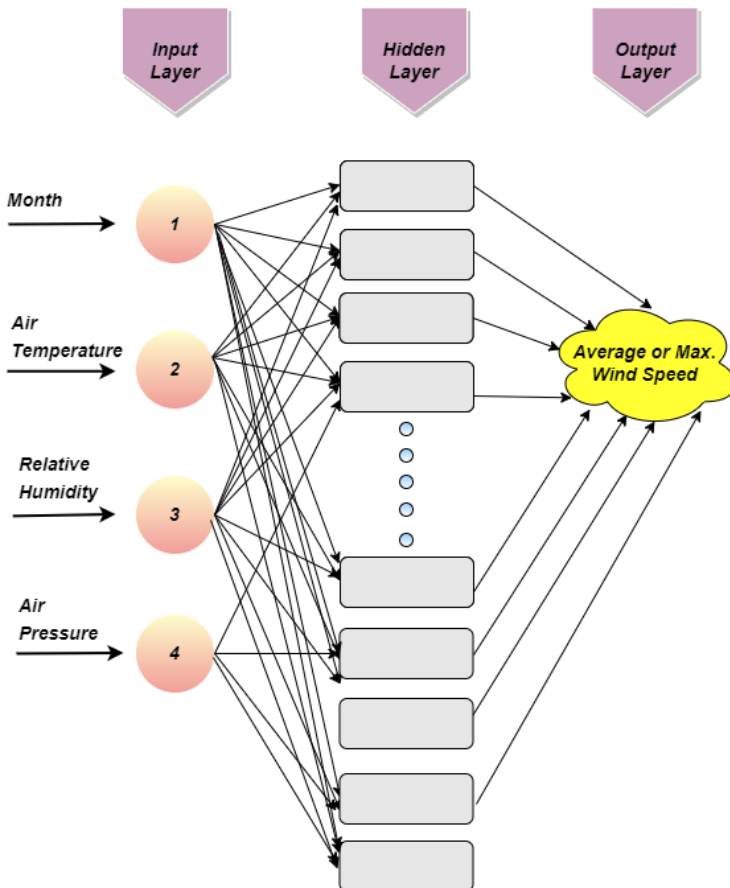 Input
Layer
Hidden
Layer
Output
Layer
Month
1
Air
Temperature
2
Relative
Humidity
3
Air
Pressure
4
Average or Max.
Wind Speed